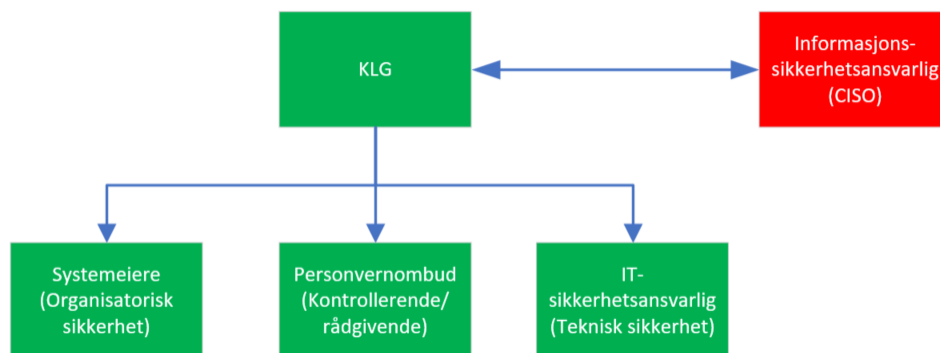 KLG
Informasjons-
sikkerhetsansvarlig
(CISO)
Systemeiere
(Organisatorisk
sikkerhet)
Personvernombud
(Kontrollerende/
rådgivende)
IT-
sikkerhetsansvarlig
(Teknisk sikkerhet)